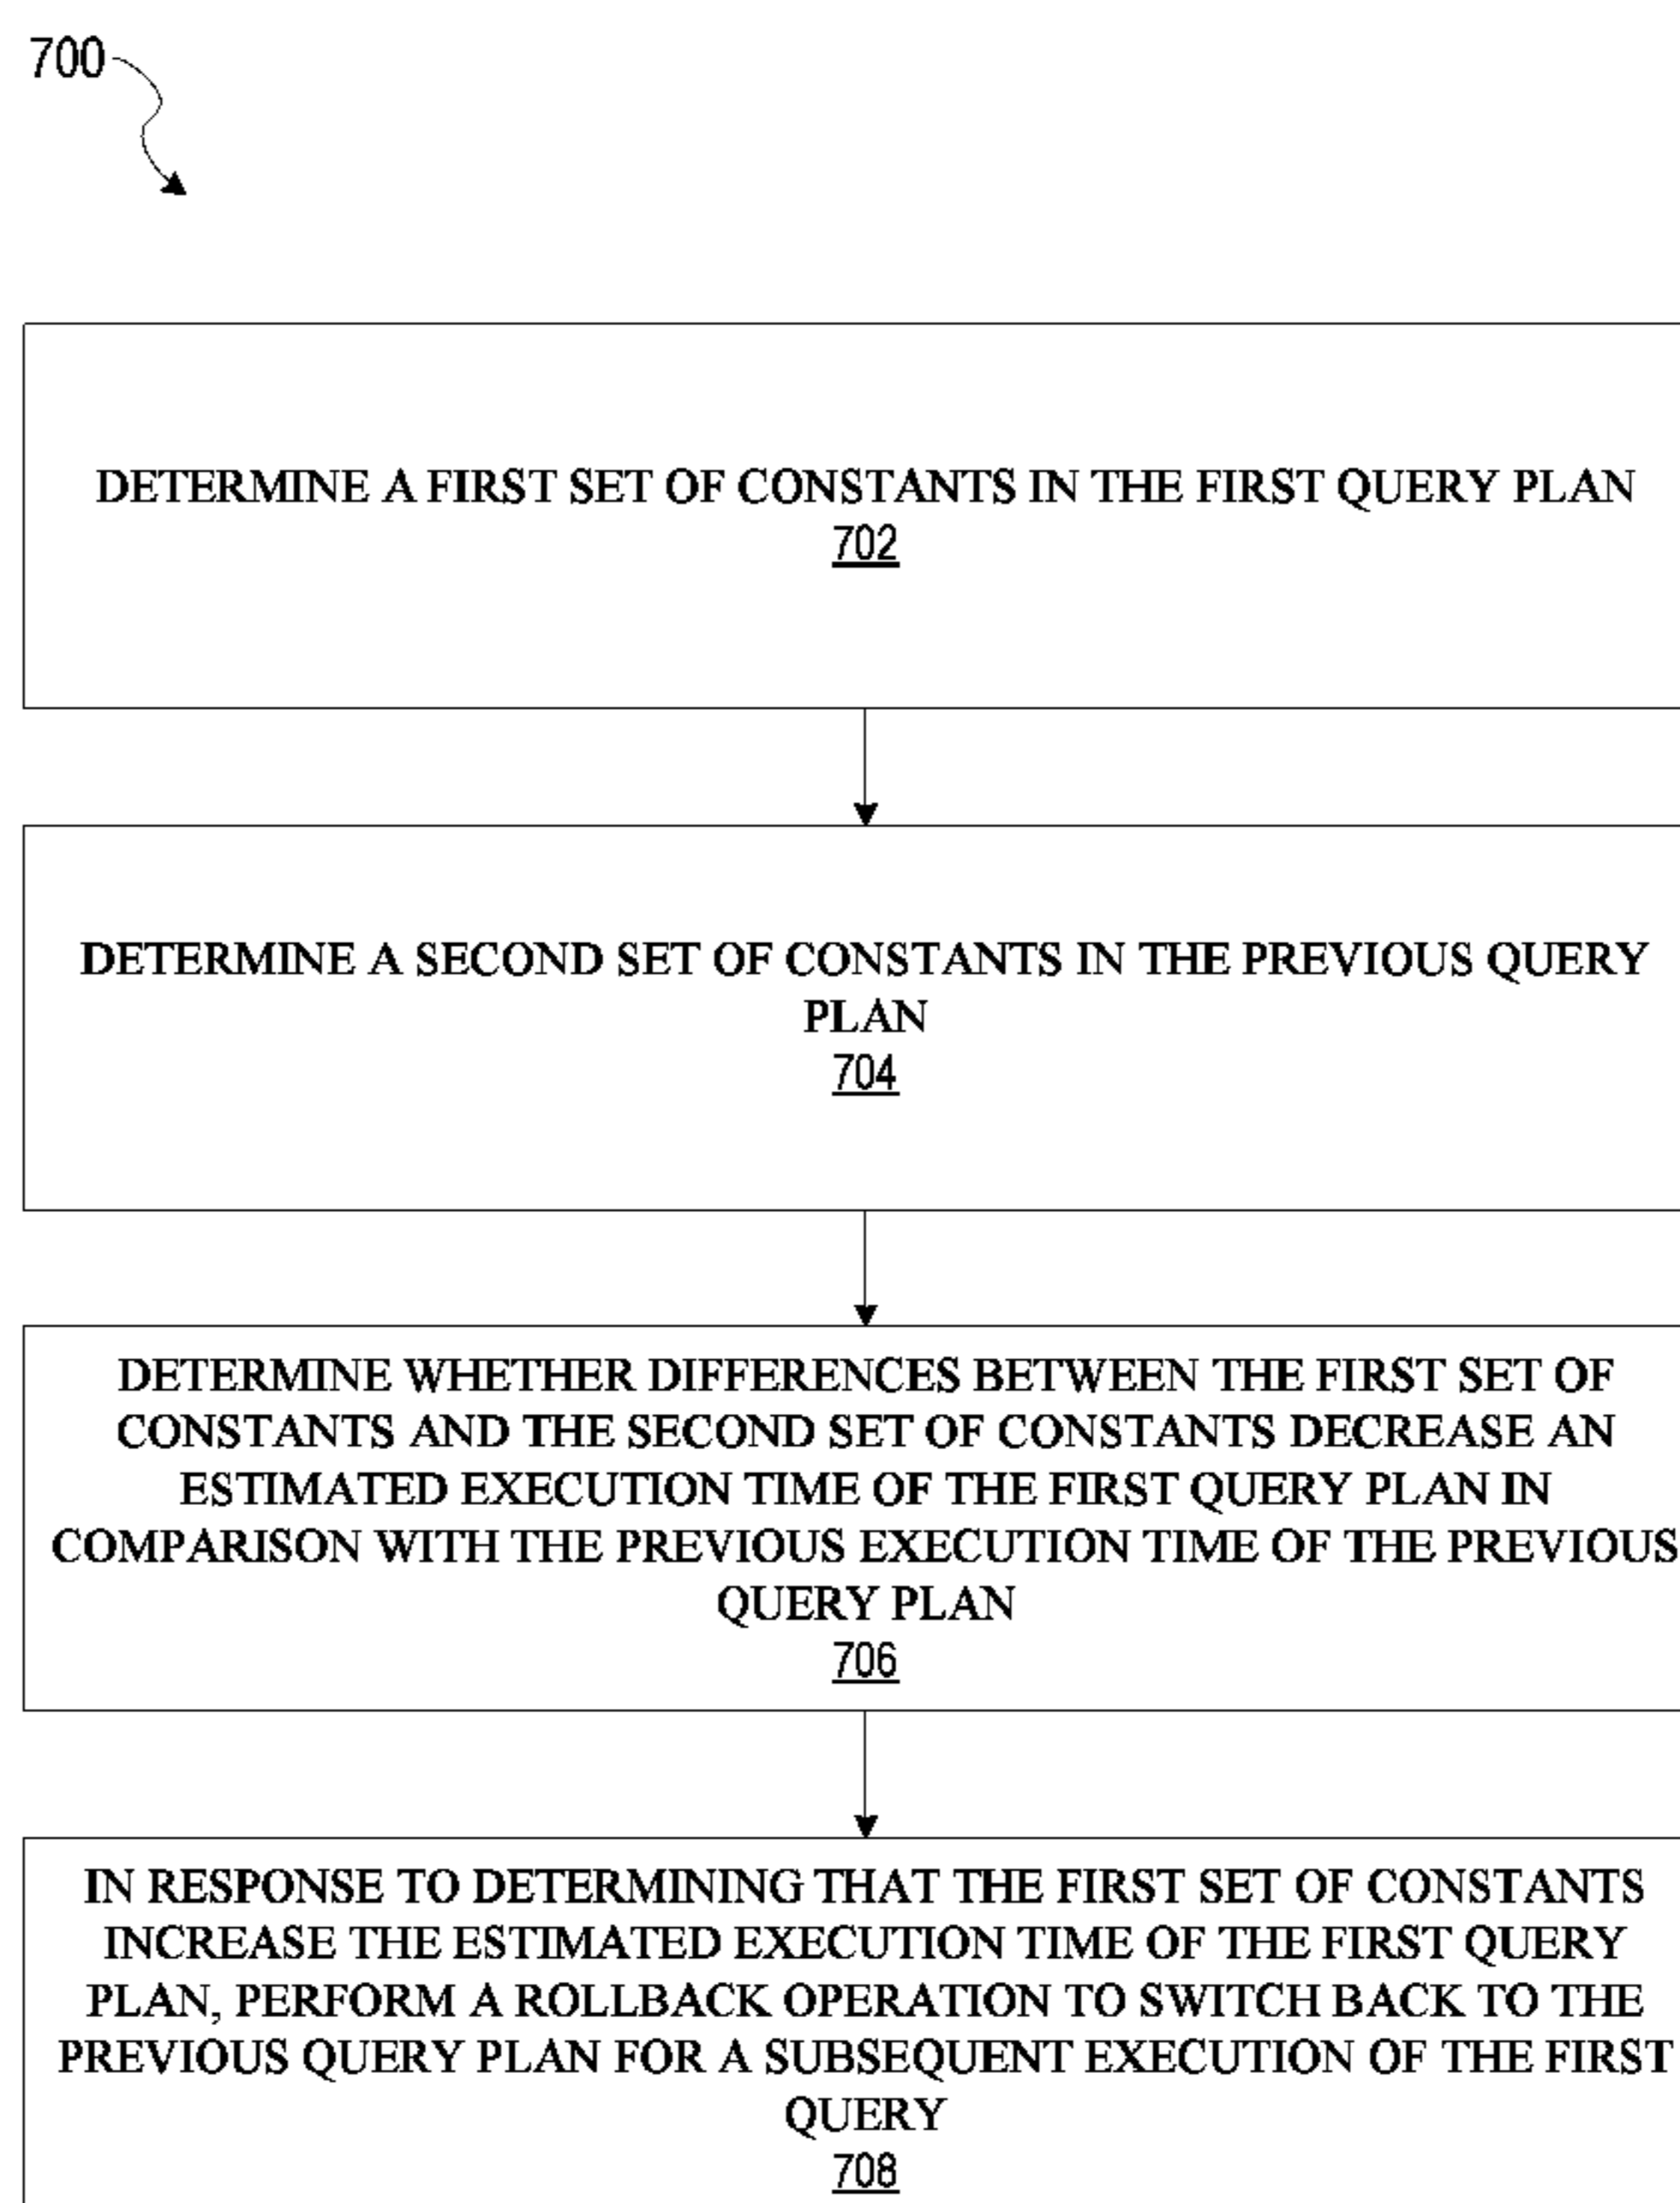 700
DETERMINE A FIRST SET OF CONSTANTS IN THE FIRST QUERY PLAN
702
DETERMINE A SECOND SET OF CONSTANTS IN THE PREVIOUS QUERY
PLAN
704
DETERMINE WHETHER DIFFERENCES BETWEEN THE FIRST SET OF
CONSTANTS AND THE SECOND SET OF CONSTANTS DECREASE AN
ESTIMATED EXECUTION TIME OF THE FIRST QUERY PLAN IN
COMPARISON WITH THE PREVIOUS EXECUTION TIME OF THE PREVIOUS
QUERY PLAN
706
IN RESPONSE TO DETERMINING THAT THE FIRST SET OF CONSTANTS
INCREASE THE ESTIMATED EXECUTION TIME OF THE FIRST QUERY
PLAN, PERFORM A ROLLBACK OPERATION TO SWITCH BACK TO THE
PREVIOUS QUERY PLAN FOR A SUBSEQUENT EXECUTION OF THE FIRST
QUERY
708